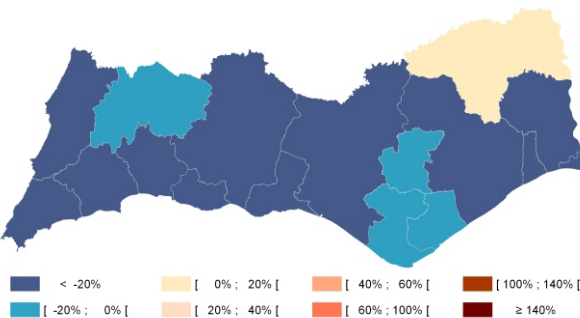 < -20% [ 0% ; 20% [ [ 40% ; 60% [ [ 100% ; 140% [
[ -20% ; 0% [ [ 20% ; 40% [ [ 60% ; 100% [ ≥ 140%